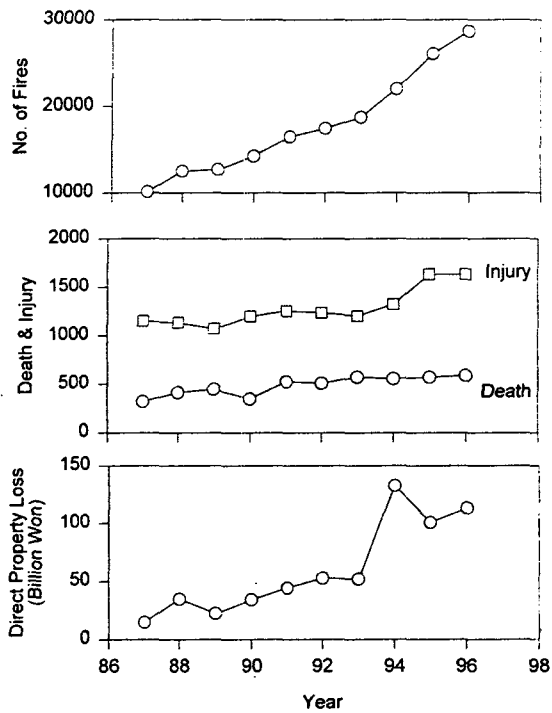 30000
20000
10000
No. of Fires
2000
1500
1000
500
0
Death & Injury
Injury
Death
150
100
50
0
Direct Property Loss
(Billion Won)
86 88 90 92 94 96 98
Year